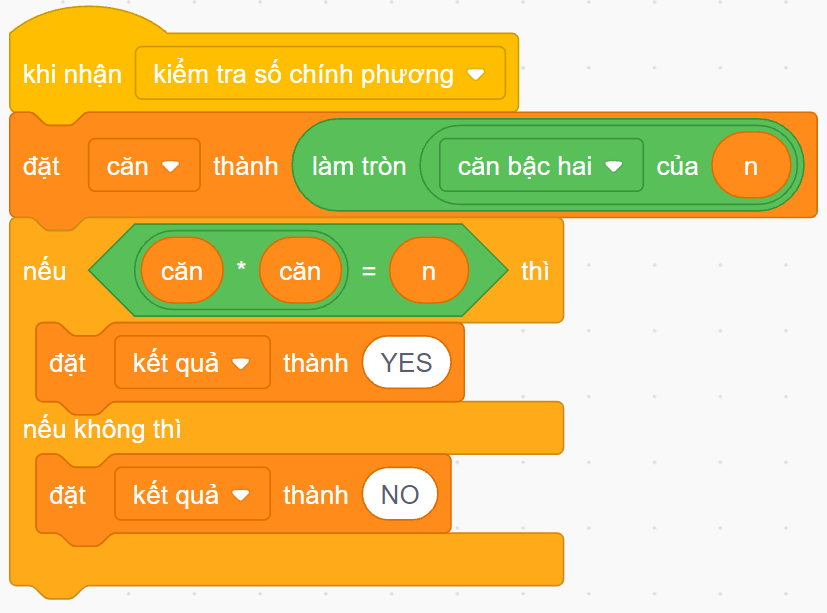 khi nhận kiểm tra số chính phương
đặt căn thành làm tròn căn bậc hai của n
nếu căn * căn = n thì
đặt kết quả thành YES
nếu không thì
đặt kết quả thành NO